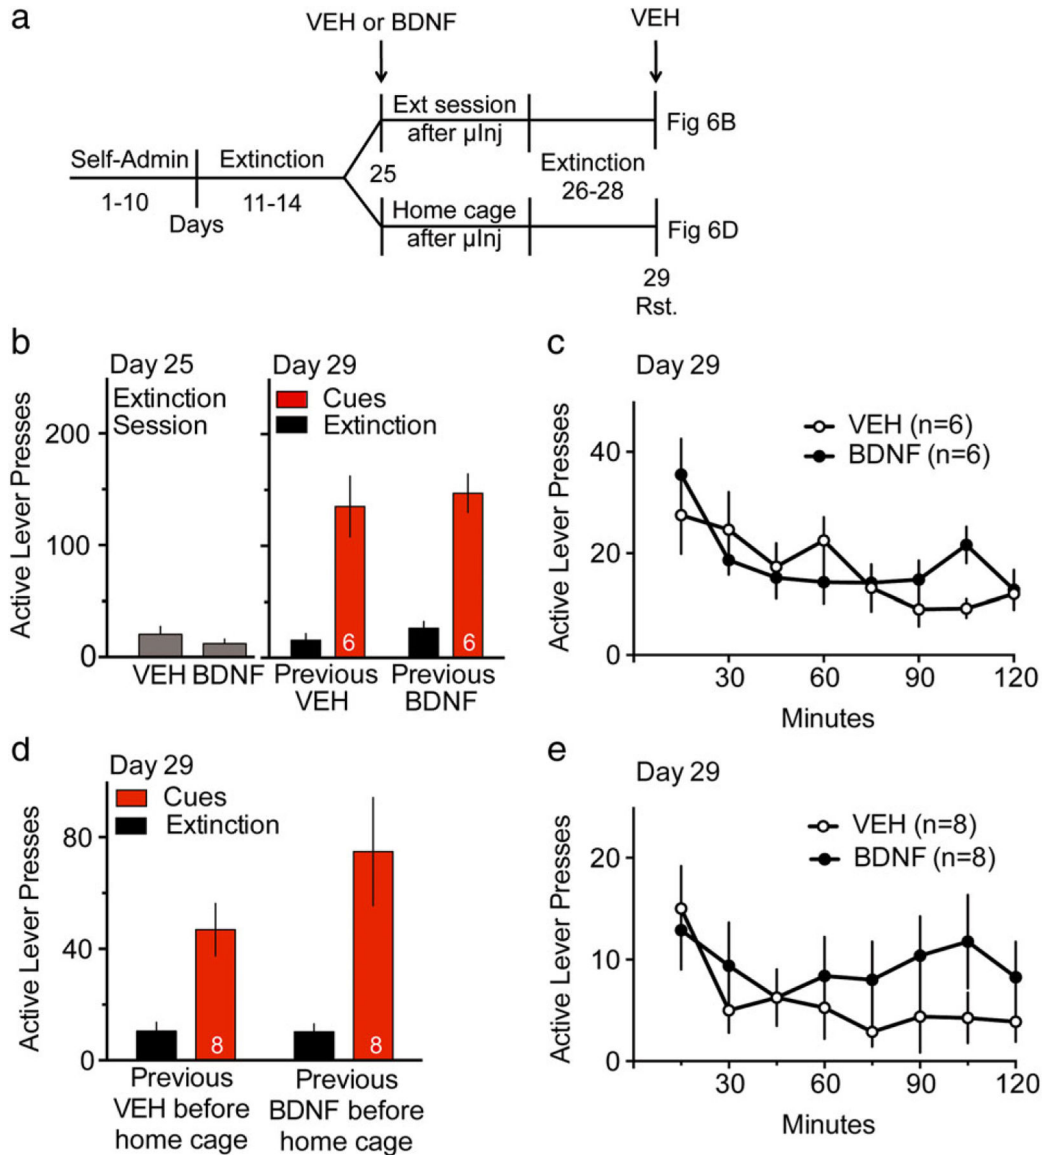 a
VEH or BDNF
VEH
Ext session
after µInj
Fig 6B
Self-Admin
Extinction
25
Extinction
26-28
1-10
Days
11-14
Home cage
after µInj
Fig 6D
29
Rst.
b
Day 25
Extinction
Session
Day 29
Cues
Extinction
Active Lever Presses
200
100
0
6
6
VEH BDNF
Previous
VEH
Previous
BDNF
c
Day 29
VEH (n=6)
BDNF (n=6)
Active Lever Presses
40
20
0
30
60
90
120
Minutes
d
Day 29
Cues
Extinction
Active Lever Presses
80
40
0
8
8
Previous
VEH before
home cage
Previous
BDNF before
home cage
e
Day 29
VEH (n=8)
BDNF (n=8)
Active Lever Presses
20
10
0
30
60
90
120
Minutes